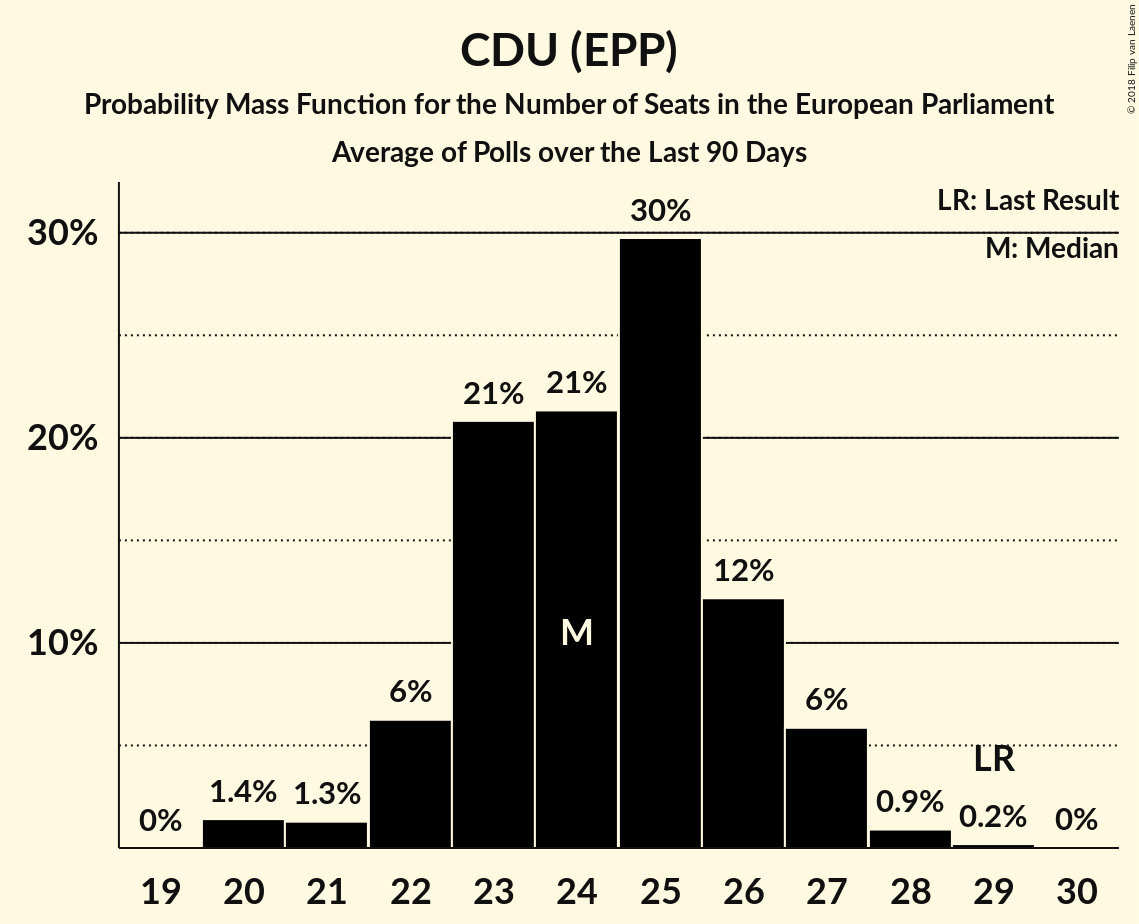 CDU (EPP)
Probability Mass Function for the Number of Seats in the European Parliament
Average of Polls over the Last 90 Days
© 2018 Filip van Laenen
LR: Last Result
M: Median
30%
20%
10%
0%
1.4%
1.3%
6%
21%
21%
30%
12%
6%
0.9%
0.2%
0%
M
LR
19 20 21 22 23 24 25 26 27 28 29 30